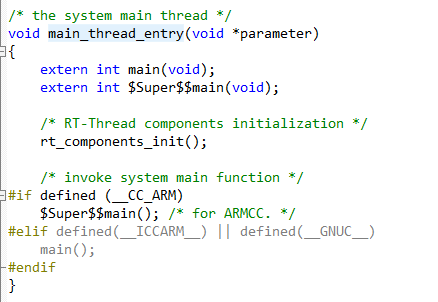 /* the system main thread */
void main_thread_entry(void *parameter)
{
    extern int main(void);
    extern int $Super$$main(void);

    /* RT-Thread components initialization */
    rt_components_init();

    /* invoke system main function */
#if defined (__CC_ARM)
    $Super$$main(); /* for ARMCC. */
#elif defined(__ICCARM__) || defined(__GNUC__)
    main();
#endif
}